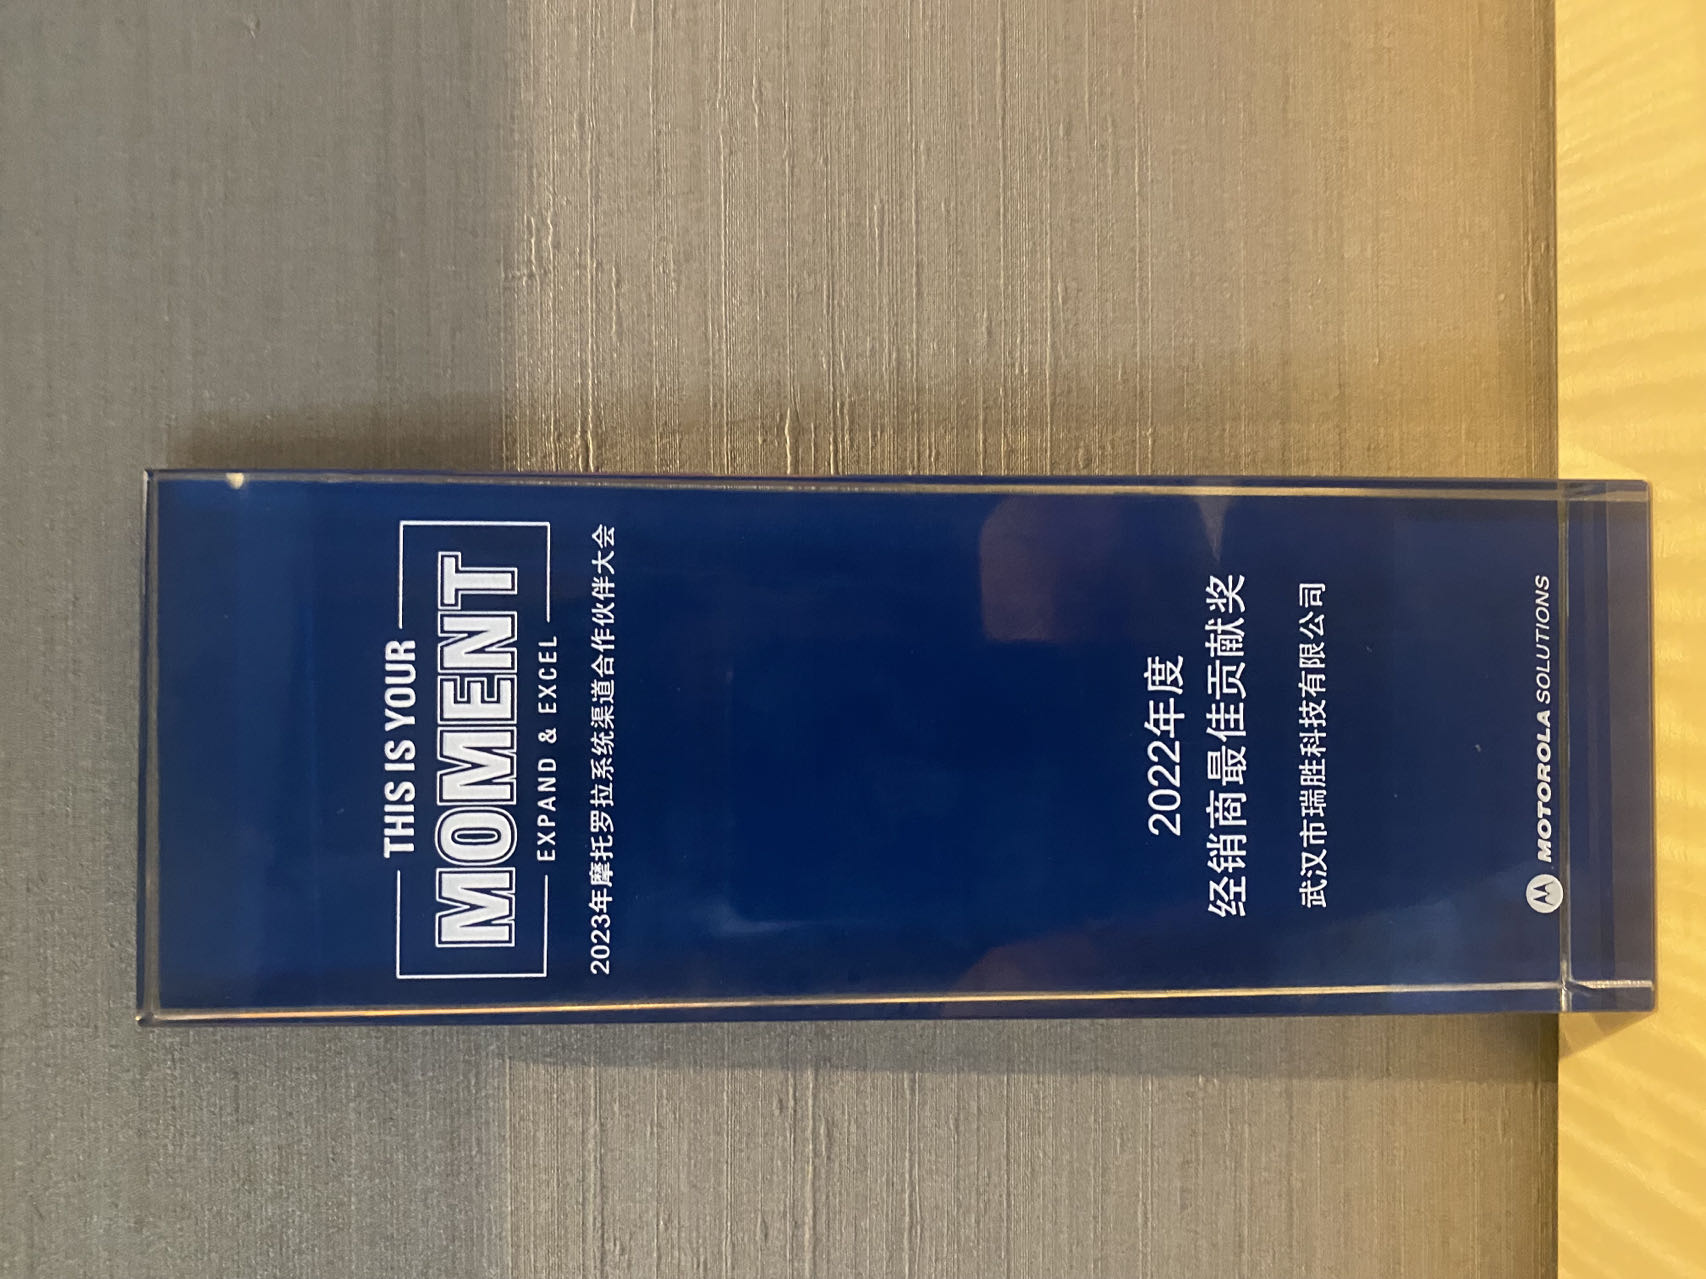 THIS IS YOUR
MOMENT
EXPAND & EXCEL
2023年摩托罗拉系统渠道合作伙伴大会
2022年度
经销商最佳贡献奖
武汉市瑞胜科技有限公司
MOTOROLA SOLUTIONS